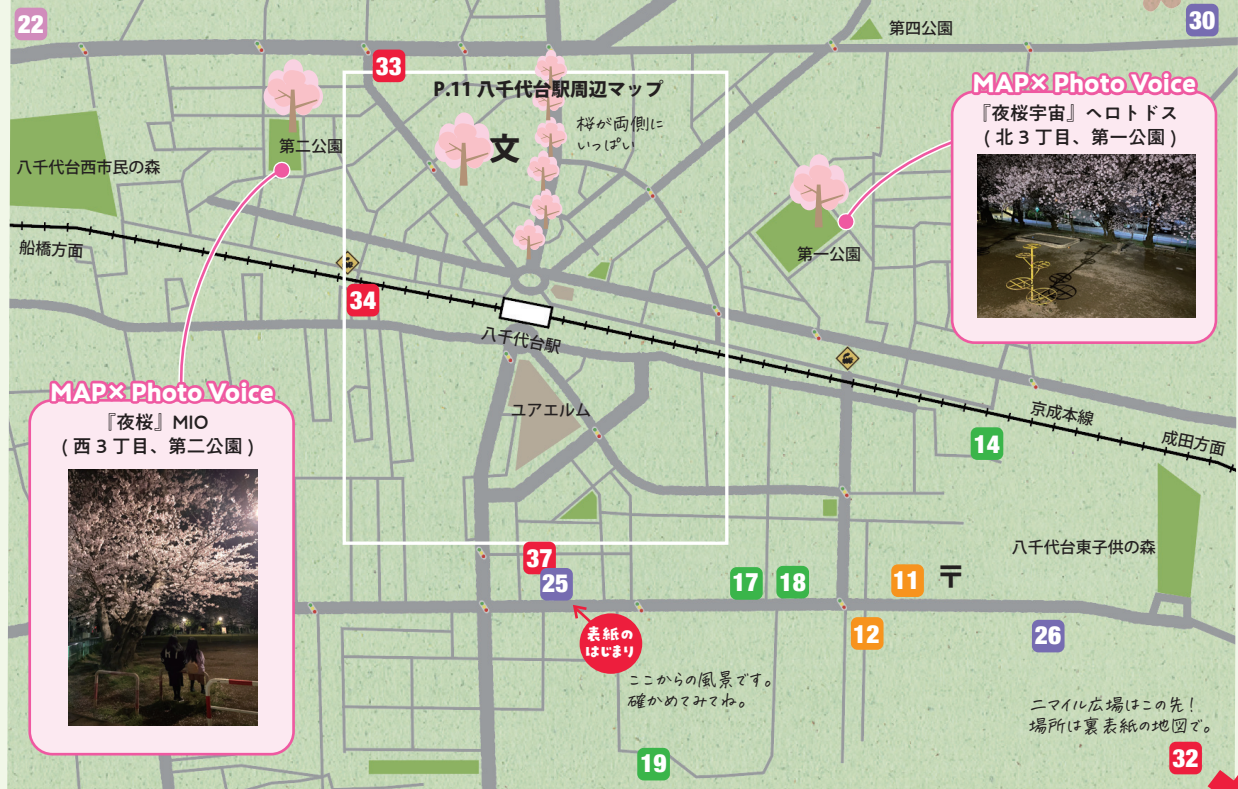 22
30
第四公園
33
P.11 八千代台駅周辺マップ
桜が両側に
いっぱい
文
第二公園
八千代台西市民の森
船橋方面
MAP× Photo Voice
『夜桜宇宙』ヘロトドス
(北3丁目、第一公園)
第一公園
34
八千代台駅
ユアエルム
京成本線
成田方面
14
MAP× Photo Voice
『夜桜』MIO
(西3丁目、第二公園)
八千代台東子供の森
37
25
17
18
11
〒
12
26
表紙の
はじまり
ここからの風景です。
確かめてみてね。
ニマイル広場はこの先!
場所は裏表紙の地図で。
19
32